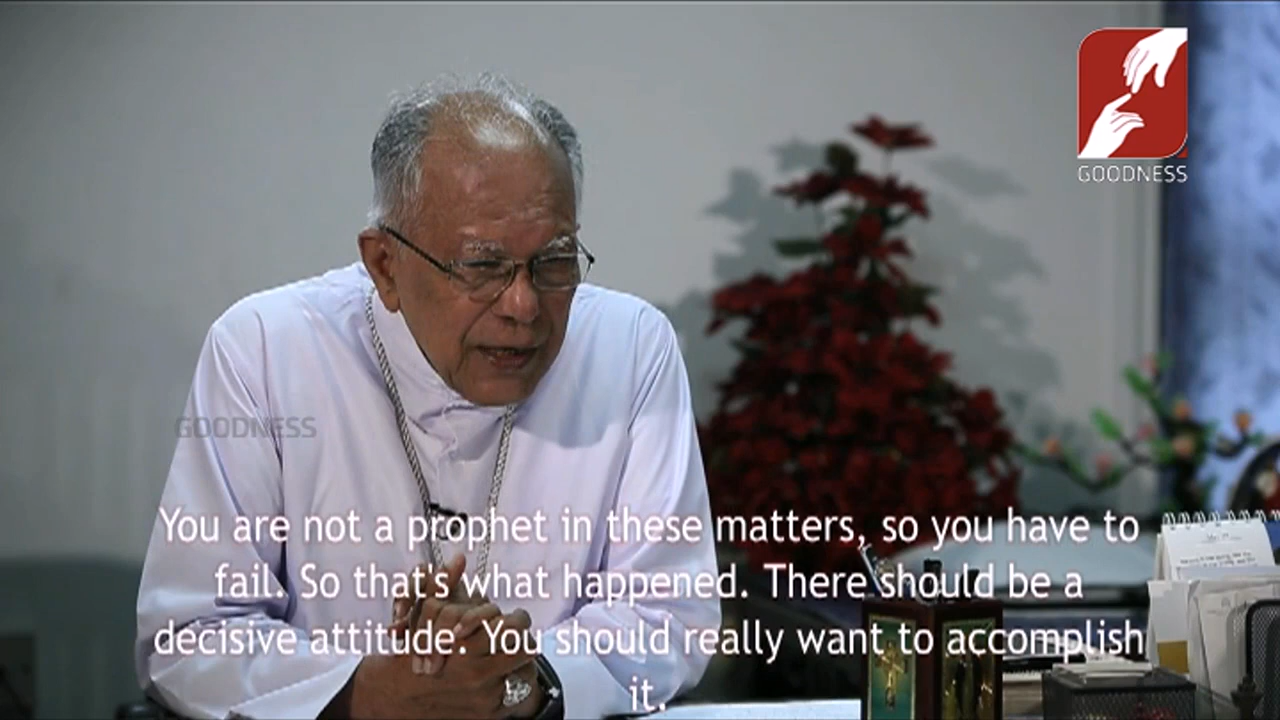 GOODNESS
GOODNESS
You are not a prophet in these matters, so you have to
fail. So that's what happened. There should be a
decisive attitude. You should really want to accomplish
it.